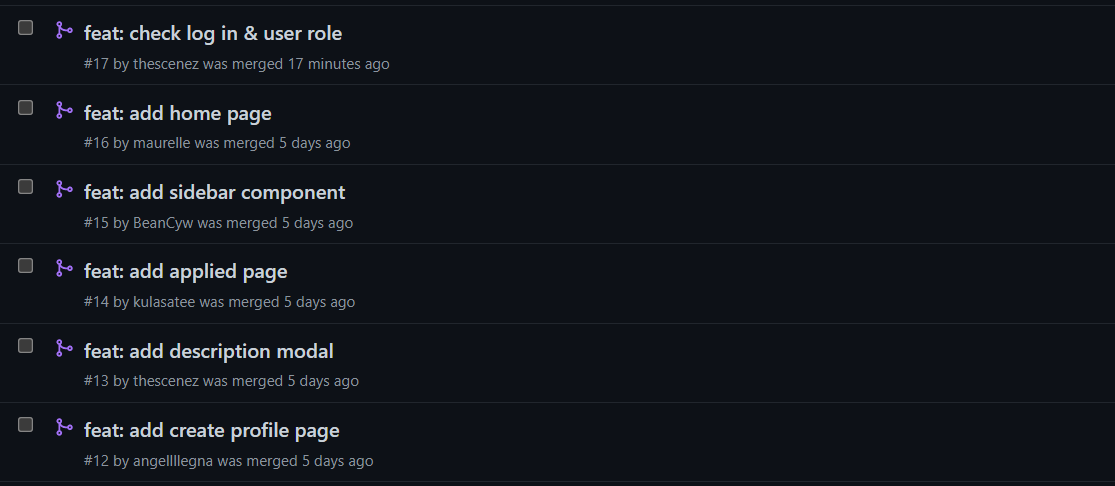 feat: check log in & user role
#17 by thescenez was merged 17 minutes ago
feat: add home page
#16 by maurelle was merged 5 days ago
feat: add sidebar component
#15 by BeanCyw was merged 5 days ago
feat: add applied page
#14 by kulasatee was merged 5 days ago
feat: add description modal
#13 by thescenez was merged 5 days ago
feat: add create profile page
#12 by angellllegna was merged 5 days ago